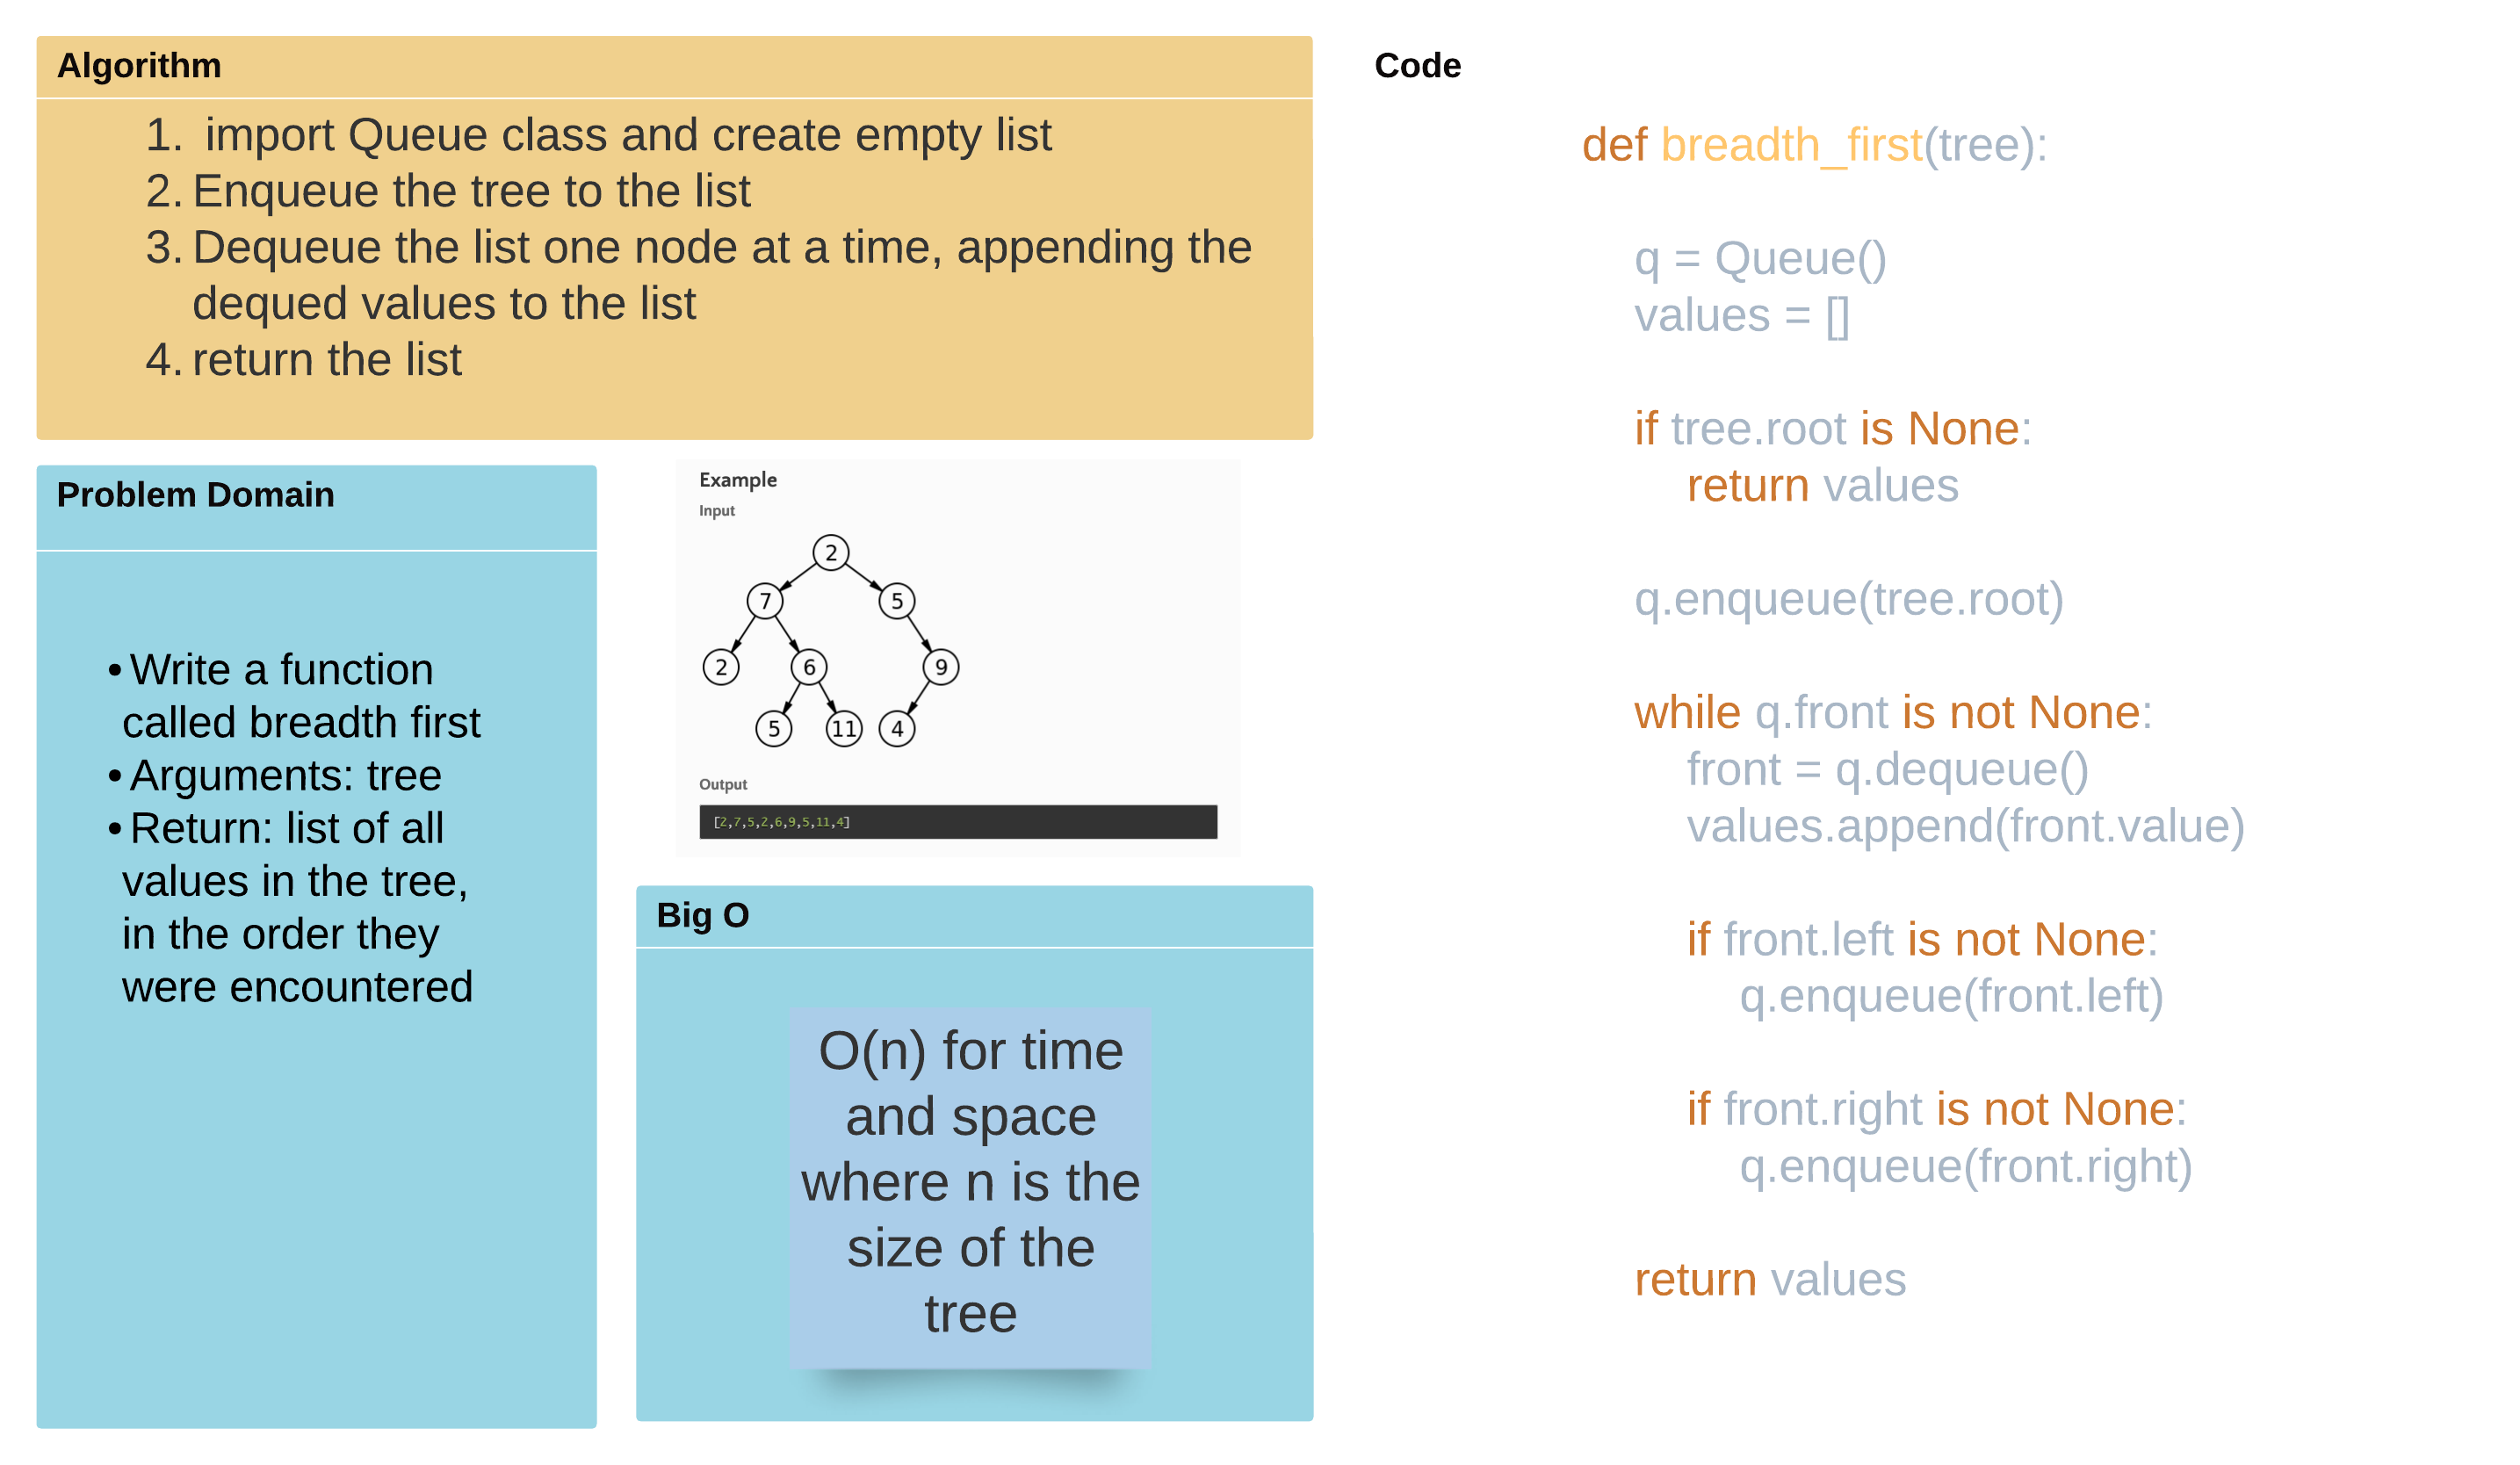 Algorithm
1. import Queue class and create empty list
2. Enqueue the tree to the list
3. Dequeue the list one node at a time, appending the
dequed values to the list
4. return the list
Problem Domain
• Write a function
called breadth first
• Arguments: tree
• Return: list of all
values in the tree,
in the order they
were encountered
Example
Input
2
7 5
2 6 9
5 11 4
Output
[2,7,5,2,6,9,5,11,4]
Big O
O(n) for time
and space
where n is the
size of the
tree
Code
def breadth_first(tree):
q = Queue()
values = []
if tree.root is None:
return values
q.enqueue(tree.root)
while q.front is not None:
front = q.dequeue()
values.append(front.value)
if front.left is not None:
q.enqueue(front.left)
if front.right is not None:
q.enqueue(front.right)
return values